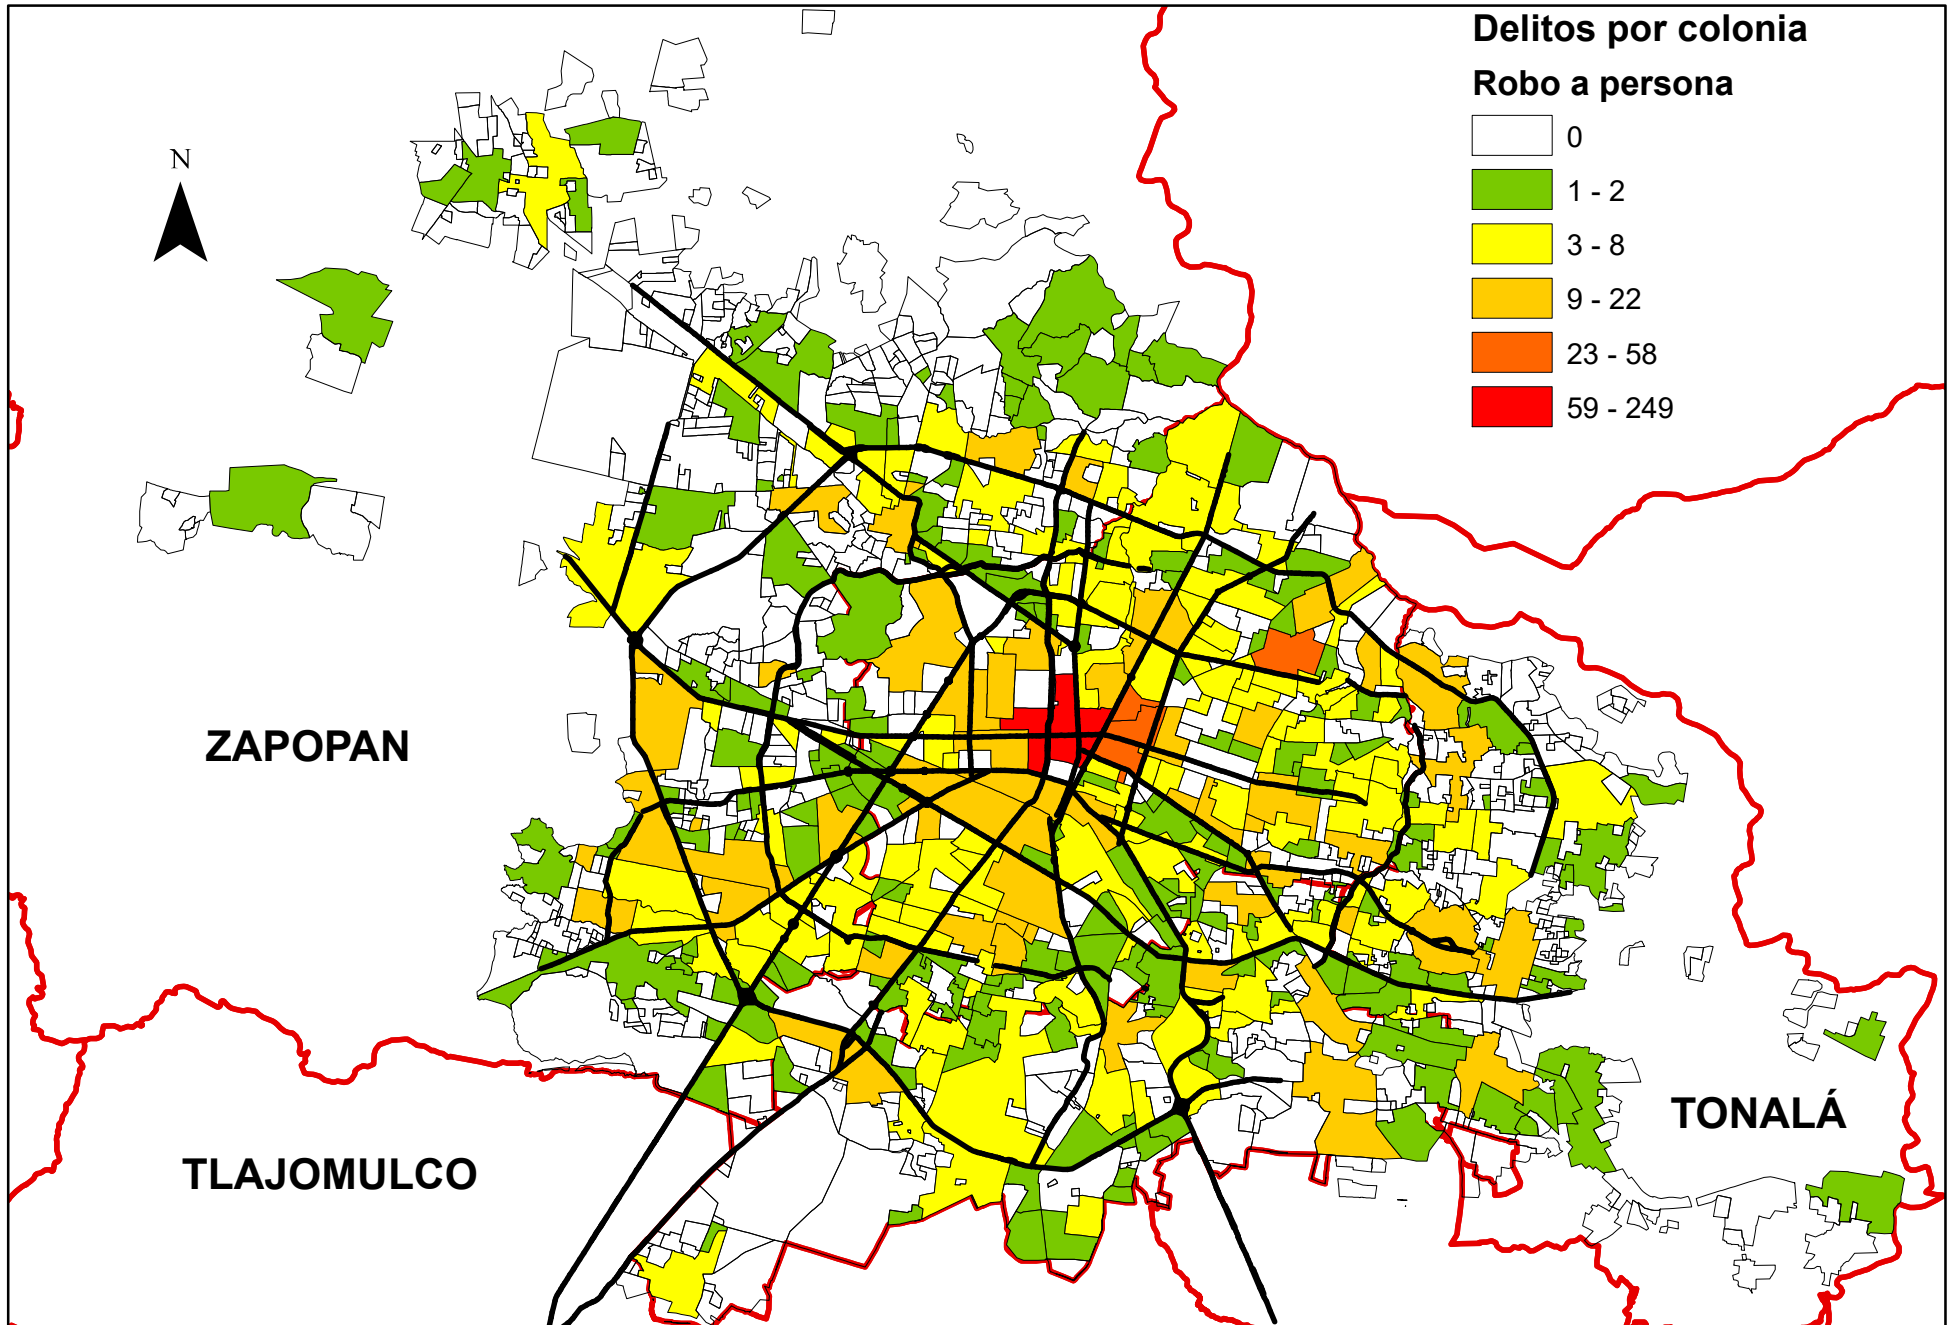 Delitos por colonia
Robo a persona
0
1 - 2
3 - 8
9 - 22
23 - 58
59 - 249
N
ZAPOPAN
TONALÁ
TLAJOMULCO